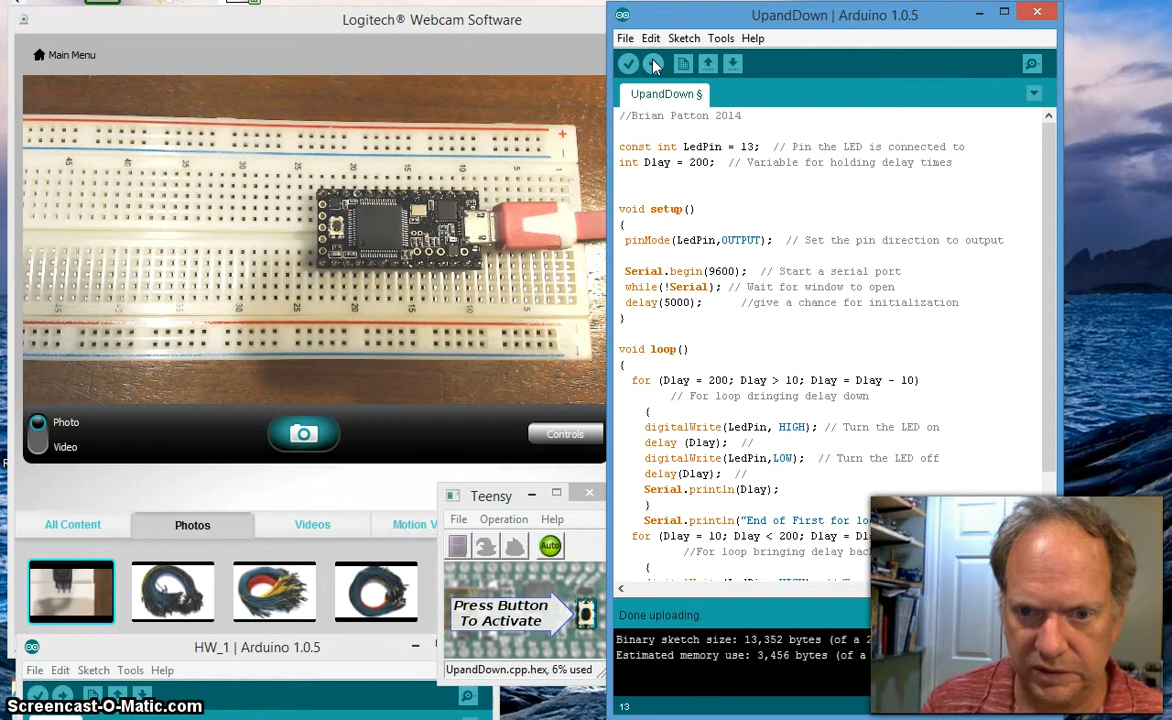 Logitech® Webcam Software
Main Menu
Photo
Video
Controls
All Content
Photos
Videos
Motion V
Teensy
File Operation Help
Auto
Press Button
To Activate
UpandDown.cpp.hex, 6% used
HW_1 | Arduino 1.0.5
File Edit Sketch Tools Help
Screencast-O-Matic.com
UpandDown | Arduino 1.0.5
File Edit Sketch Tools Help
UpandDown §
//Brian Patton 2014
const int LedPin = 13; // Pin the LED is connected to
int Dlay = 200; // Variable for holding delay times
void setup()
{
pinMode(LedPin,OUTPUT); // Set the pin direction to output
Serial.begin(9600); // Start a serial port
while(!Serial); // Wait for window to open
delay(5000); //give a chance for initialization
}
void loop()
{
for (Dlay = 200; Dlay > 10; Dlay = Dlay - 10)
// For loop dringing delay down
{
digitalWrite(LedPin, HIGH); // Turn the LED on
delay (Dlay); //
digitalWrite(LedPin,LOW); // Turn the LED off
delay(Dlay); //
Serial.println(Dlay);
}
Serial.println("End of First for lo
for (Dlay = 10; Dlay < 200; Dlay = Dl
//For loop bringing delay back
Done uploading.
Binary sketch size: 13,352 bytes (of a 2
Estimated memory use: 3,456 bytes (of a
13